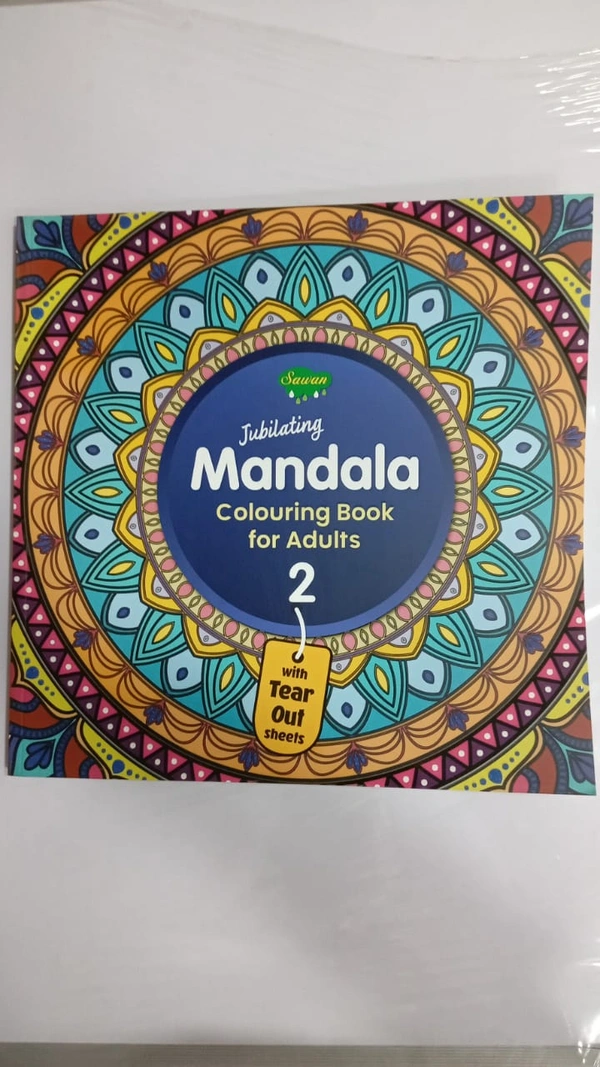 Sawan
Jubilating
Mandala
Colouring Book
for Adults
2
with
Tear
Out
sheets